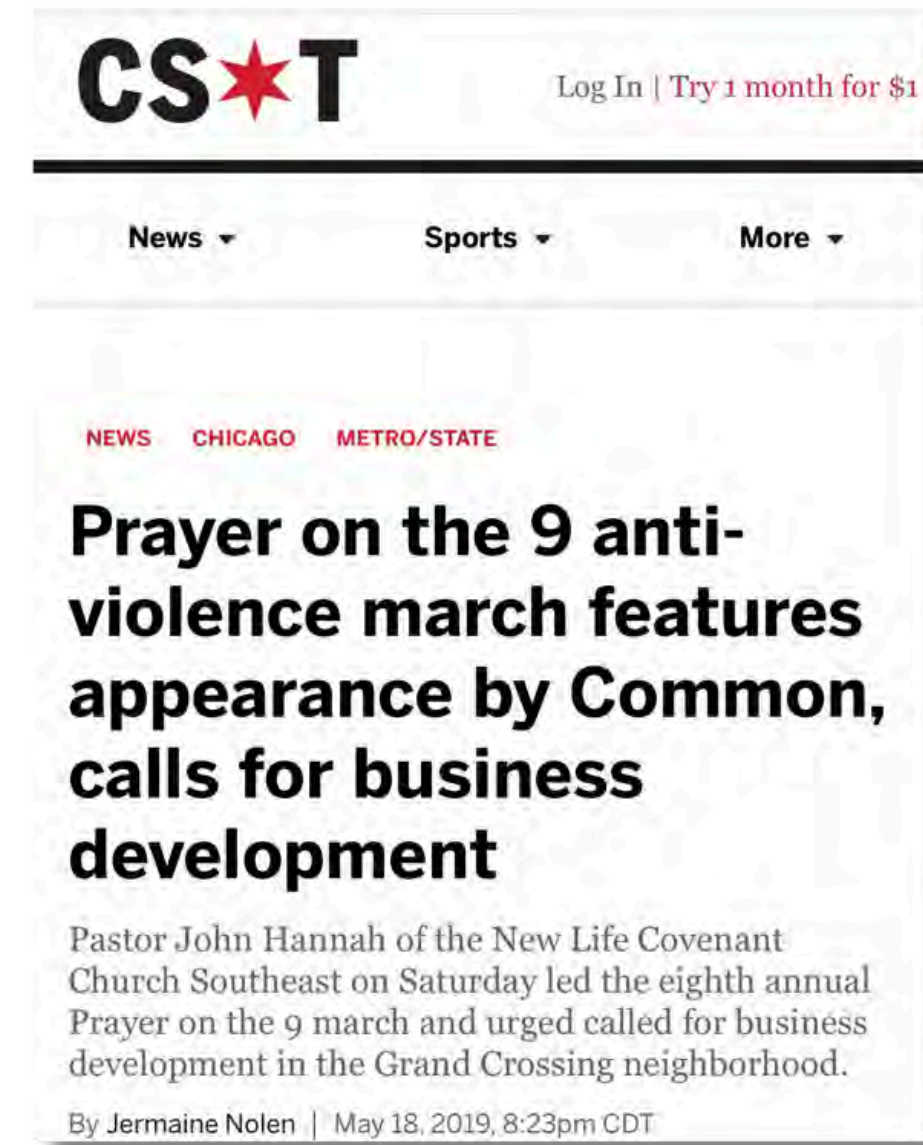 CS★T
Log In | Try 1 month for $1
News ▾ Sports ▾ More ▾
NEWS CHICAGO METRO/STATE
Prayer on the 9 anti-
violence march features
appearance by Common,
calls for business
development
Pastor John Hannah of the New Life Covenant
Church Southeast on Saturday led the eighth annual
Prayer on the 9 march and urged called for business
development in the Grand Crossing neighborhood.
By Jermaine Nolen | May 18, 2019, 8:23pm CDT